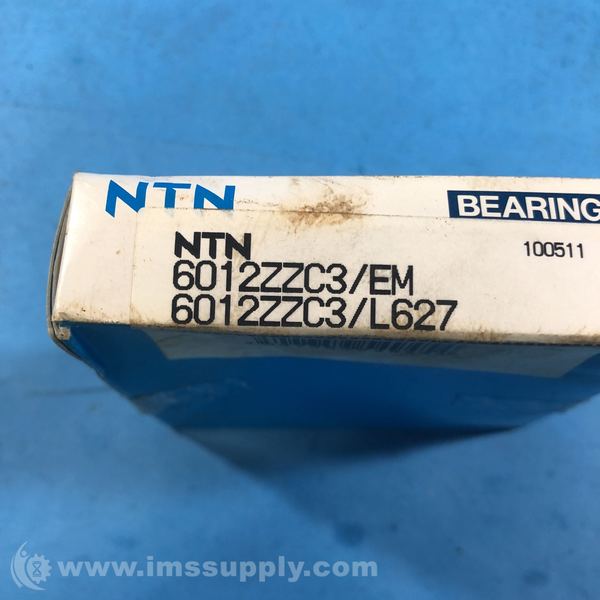 NTN
BEARING
NTN
100511
6012ZZC3/EM
6012ZZC3/L627
www.imssupply.com